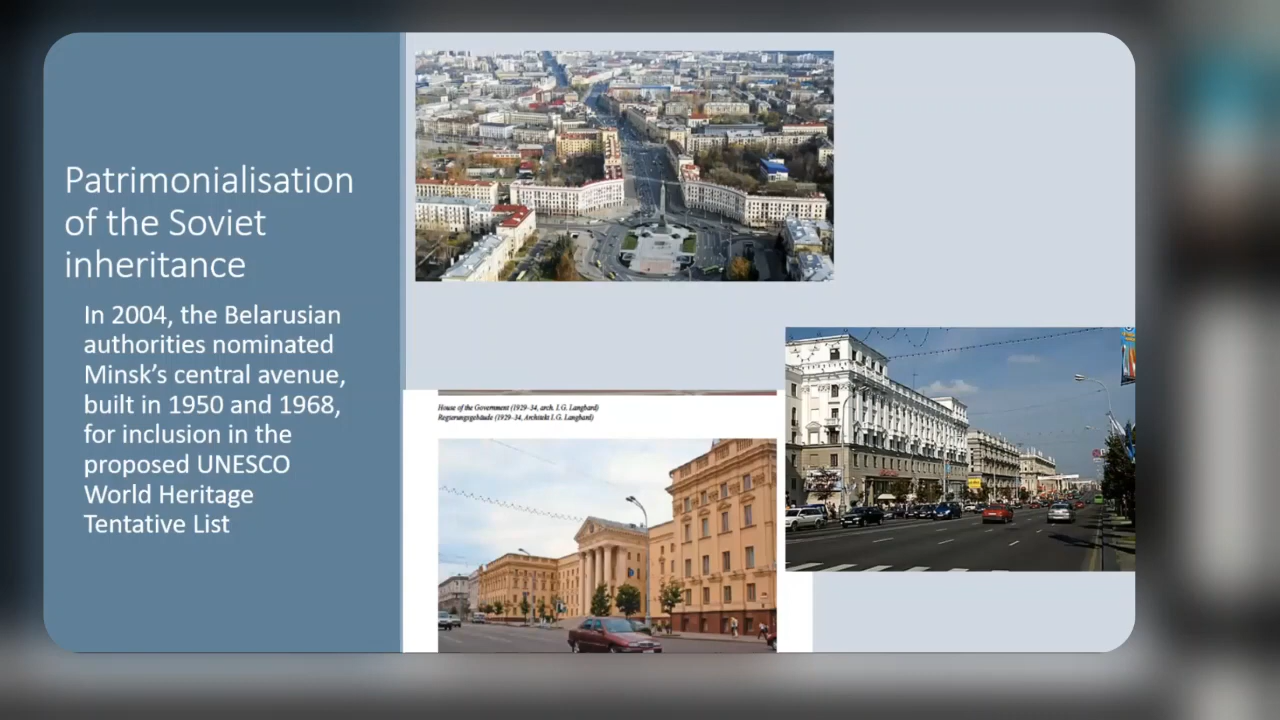 Patrimonialisation
of the Soviet
inheritance
In 2004, the Belarusian
authorities nominated
Minsk's central avenue,
built in 1950 and 1968,
for inclusion in the
proposed UNESCO
World Heritage
Tentative List
House of the Government (1929-34, arch. I. G. Langbard)
Regierungsgebäude (1929-34, Architekt I. G. Langbard)